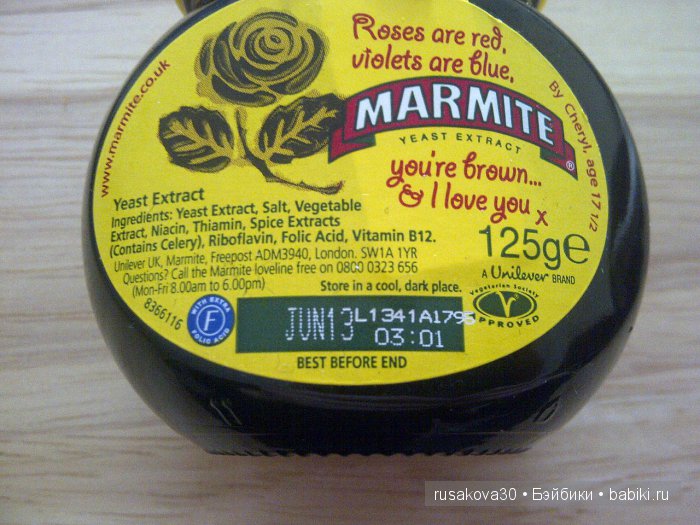 Roses are red,
violets are blue,
MARMITE®
YEAST EXTRACT
you're brown...
& I love you x
By Cheryl, age 17 1/2
www.marmite.co.uk
Yeast Extract
Ingredients: Yeast Extract, Salt, Vegetable
Extract, Niacin, Thiamin, Spice Extracts
(Contains Celery), Riboflavin, Folic Acid, Vitamin B12.
Unilever UK, Marmite, Freepost ADM3940, London. SW1A 1YR
Questions? Call the Marmite loveline free on 0800 0323 656
(Mon-Fri 8.00am to 6.00pm)
8366116
Store in a cool, dark place.
125g℮
A Unilever BRAND
Vegetarian Society
V
APPROVED
WITH EXTRA
F
FOLIC ACID
JUN13
L1341A1795
03:01
BEST BEFORE END
rusakova30 • Бэйбики • babiki.ru